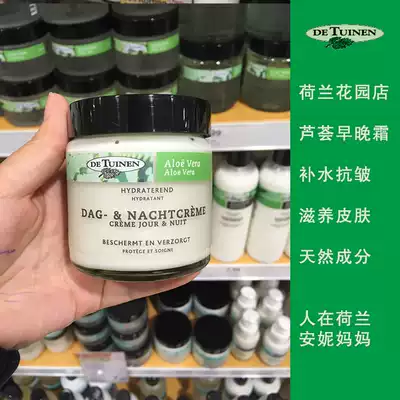 DE TUINEN
荷兰花园店
芦荟早晚霜
补水抗皱
滋养皮肤
天然成分
人在荷兰
安妮妈妈
DE TUINEN
Aloë Vera
Aloe Vera
HYDRATEREND
HYDRATANT
DAG- & NACHTCRÈME
CRÈME JOUR & NUIT
BESCHERMT EN VERZORGT
PROTÈGE ET SOIGNE